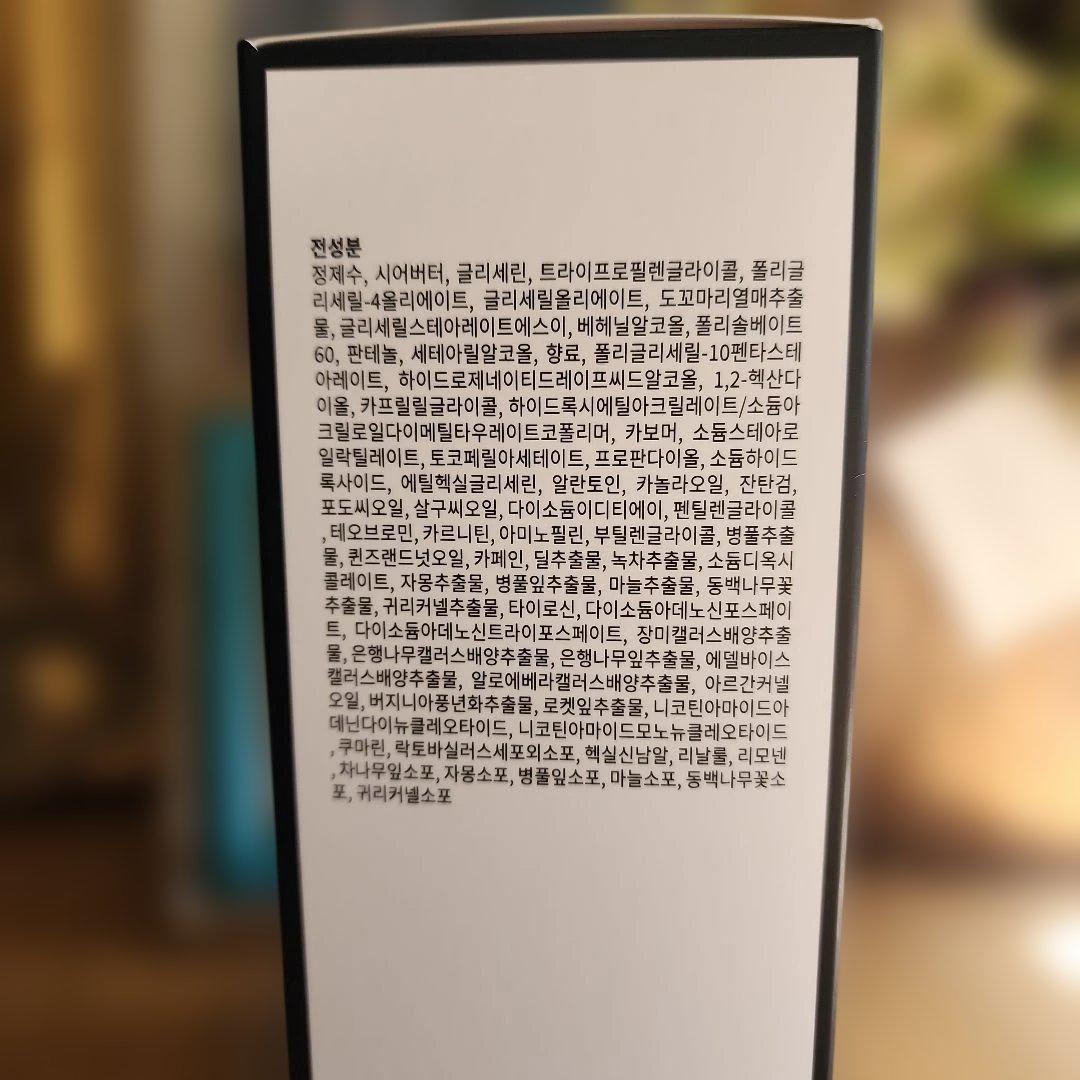 전성분
정제수, 시어버터, 글리세린, 트라이프로필렌글라이콜, 폴리글
리세릴-4올리에이트, 글리세릴올리에이트, 도꼬마리열매추출
물, 글리세릴스테아레이트에스이, 베헤닐알코올, 폴리솔베이트
60, 판테놀, 세테아릴알코올, 향료, 폴리글리세릴-10펜타스테
아레이트, 하이드로제네이티드레이프씨드알코올, 1,2-헥산다
이올, 카프릴릴글라이콜, 하이드록시에틸아크릴레이트/소듐아
크릴로일다이메틸타우레이트코폴리머, 카보머, 소듐스테아로
일락틸레이트, 토코페릴아세테이트, 프로판다이올, 소듐하이드
록사이드, 에틸헥실글리세린, 알란토인, 카놀라오일, 잔탄검,
포도씨오일, 살구씨오일, 다이소듐이디티에이, 펜틸렌글라이콜
, 테오브로민, 카르니틴, 아미노필린, 부틸렌글라이콜, 병풀추출
물, 퀸즈랜드넛오일, 카페인, 딜추출물, 녹차추출물, 소듐디옥시
콜레이트, 자몽추출물, 병풀잎추출물, 마늘추출물, 동백나무꽃
추출물, 귀리커넬추출물, 타이로신, 다이소듐아데노신포스페이
트, 다이소듐아데노신트라이포스페이트, 장미캘러스배양추출
물, 은행나무캘러스배양추출물, 은행나무잎추출물, 에델바이스
캘러스배양추출물, 알로에베라캘러스배양추출물, 아르간커넬
오일, 버지니아풍년화추출물, 로켓잎추출물, 니코틴아마이드아
데닌다이뉴클레오타이드, 니코틴아마이드모노뉴클레오타이드
, 쿠마린, 락토바실러스세포외소포, 헥실신남알, 리날룰, 리모넨
, 차나무잎소포, 자몽소포, 병풀잎소포, 마늘소포, 동백나무꽃소
포, 귀리커넬소포